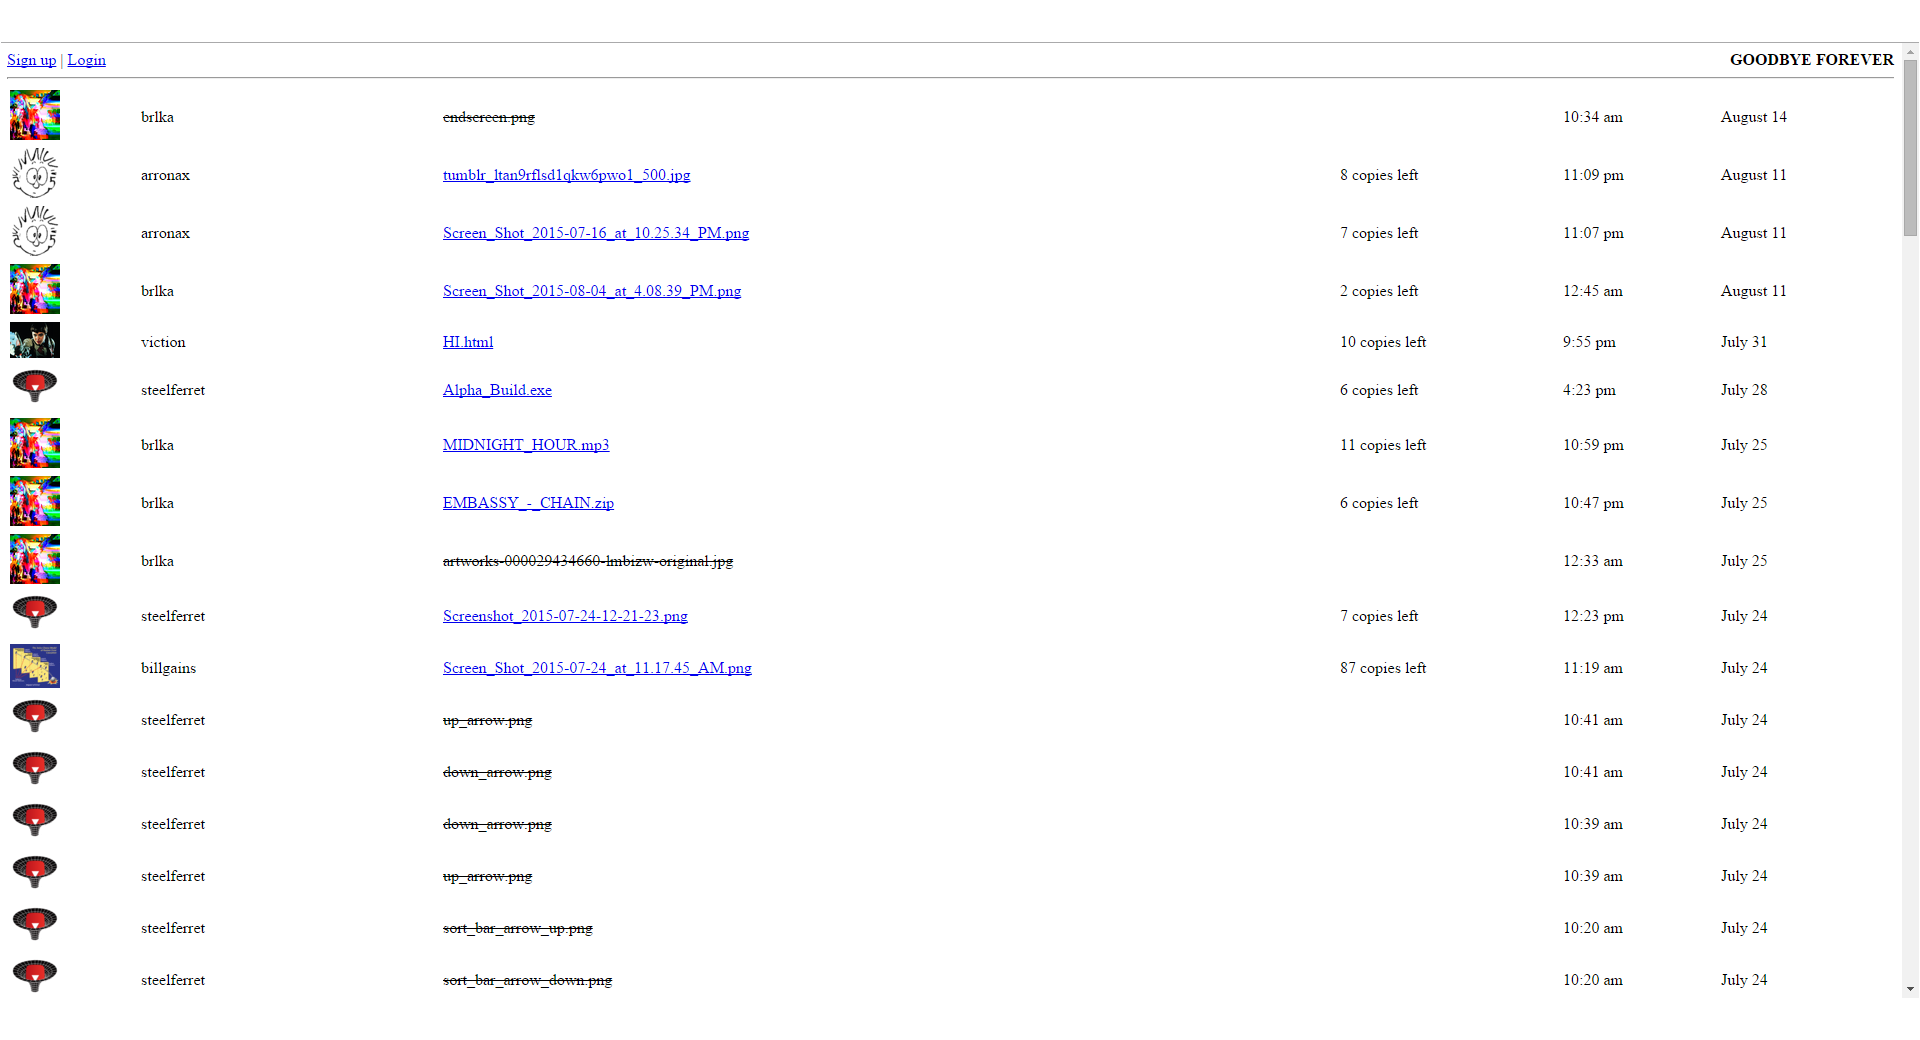 Sign up | Login GOODBYE FOREVER
brlka endscreen.png 10:34 am August 14
arronax tumblr_ltan9rflsd1qkw6pwo1_500.jpg 8 copies left 11:09 pm August 11
arronax Screen_Shot_2015-07-16_at_10.25.34_PM.png 7 copies left 11:07 pm August 11
brlka Screen_Shot_2015-08-04_at_4.08.39_PM.png 2 copies left 12:45 am August 11
viction HI.html 10 copies left 9:55 pm July 31
steelferret Alpha_Build.exe 6 copies left 4:23 pm July 28
brlka MIDNIGHT_HOUR.mp3 11 copies left 10:59 pm July 25
brlka EMBASSY_-_CHAIN.zip 6 copies left 10:47 pm July 25
brlka artworks-000029434660-lmbizw-original.jpg 12:33 am July 25
steelferret Screenshot_2015-07-24-12-21-23.png 7 copies left 12:23 pm July 24
billgains Screen_Shot_2015-07-24_at_11.17.45_AM.png 87 copies left 11:19 am July 24
steelferret up_arrow.png 10:41 am July 24
steelferret down_arrow.png 10:41 am July 24
steelferret down_arrow.png 10:39 am July 24
steelferret up_arrow.png 10:39 am July 24
steelferret sort_bar_arrow_up.png 10:20 am July 24
steelferret sort_bar_arrow_down.png 10:20 am July 24